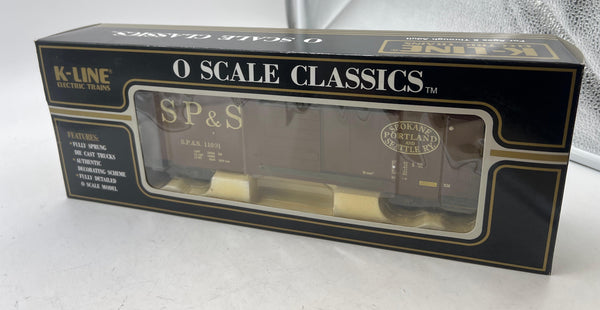 O SCALE CLASSICS
K-LINE
K-LINE®
ELECTRIC TRAINS
O SCALE CLASSICS™
FEATURES:
• FULLY SPRUNG
DIE CAST TRUCKS
• AUTHENTIC
DECORATING SCHEME
• FULLY DETAILED
O SCALE MODEL
SP&S
S.P.&S. 11031
SPOKANE
PORTLAND
AND
SEATTLE RY.